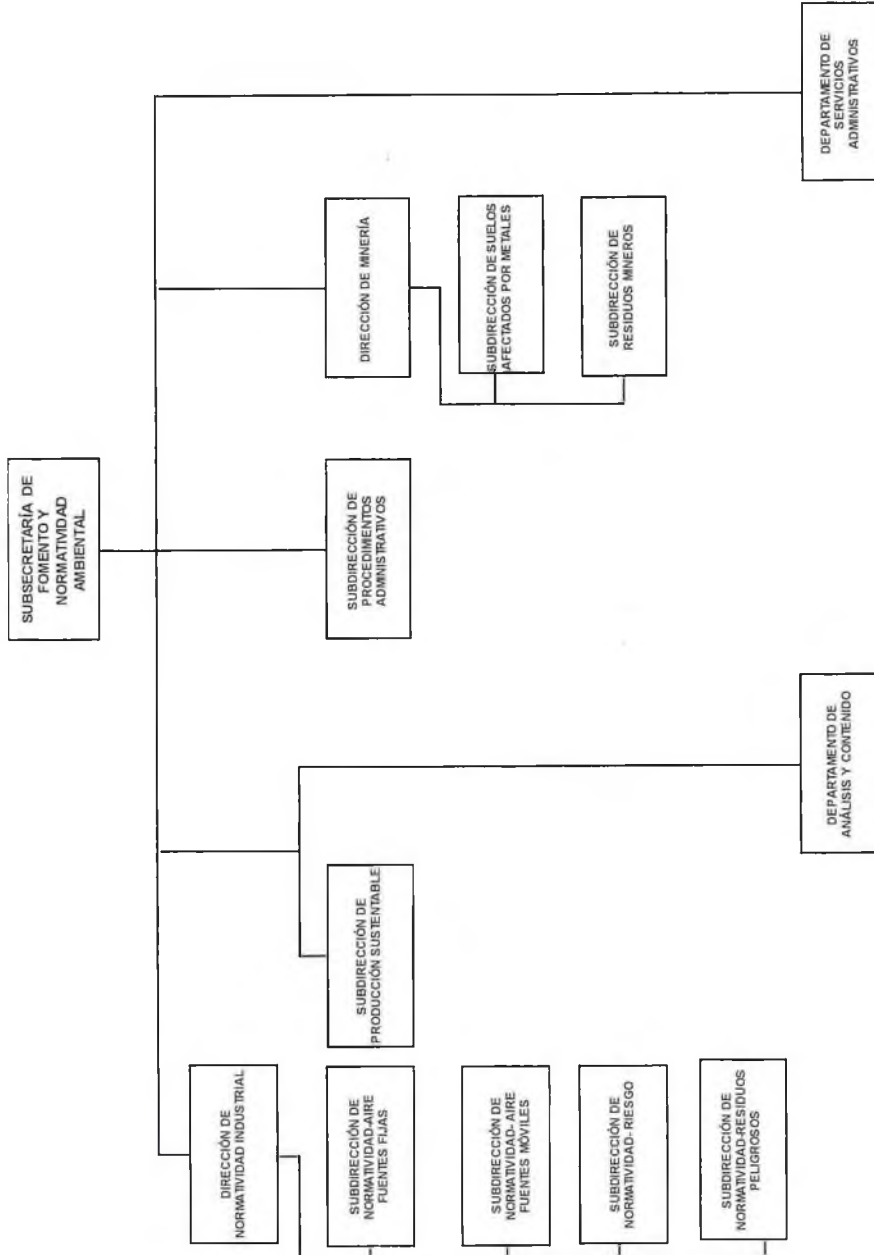 SUBSECRETARÍA DE
FOMENTO Y
NORMATIVIDAD
AMBIENTAL
DIRECCIÓN DE
NORMATIVIDAD INDUSTRIAL
SUBDIRECCIÓN DE
NORMATIVIDAD-AIRE
FUENTES FIJAS
SUBDIRECCIÓN DE
NORMATIVIDAD- AIRE
FUENTES MÓVILES
SUBDIRECCIÓN DE
NORMATIVIDAD- RIESGO
SUBDIRECCIÓN DE
NORMATIVIDAD-RESIDUOS
PELIGROSOS
SUBDIRECCIÓN DE
PRODUCCIÓN SUSTENTABLE
DEPARTAMENTO DE
ANÁLISIS Y CONTENIDO
SUBDIRECCIÓN DE
PROCEDIMIENTOS
ADMINISTRATIVOS
DIRECCIÓN DE MINERÍA
SUBDIRECCIÓN DE SUELOS
AFECTADOS POR METALES
SUBDIRECCIÓN DE
RESIDUOS MINEROS
DEPARTAMENTO DE
SERVICIOS
ADMINISTRATIVOS